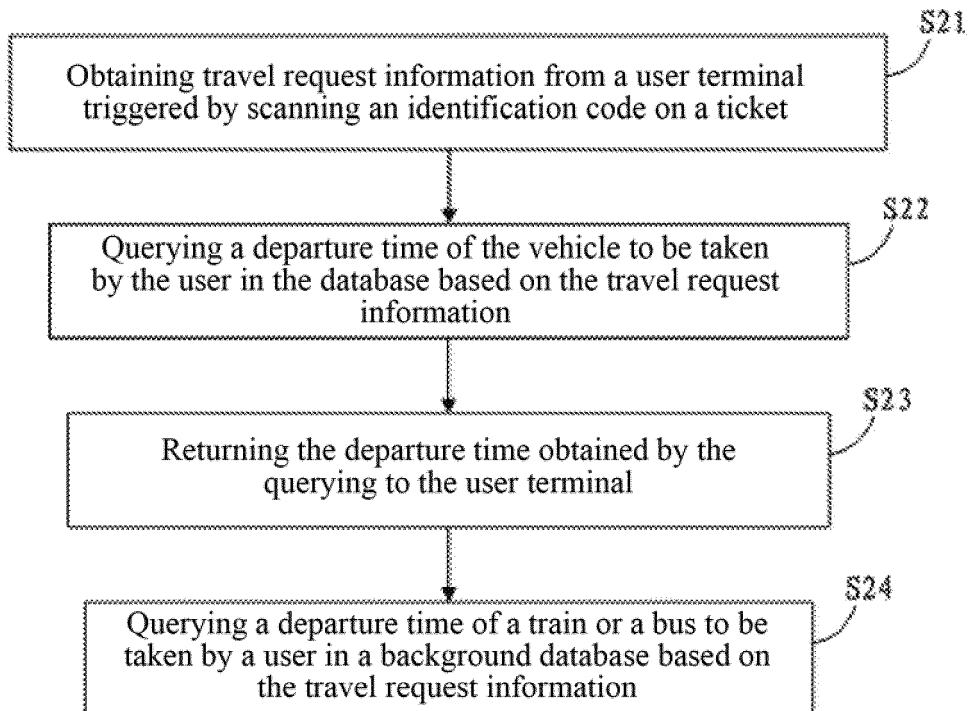 S21
Obtaining travel request information from a user terminal
triggered by scanning an identification code on a ticket
S22
Querying a departure time of the vehicle to be taken
by the user in the database based on the travel request
information
S23
Returning the departure time obtained by the
querying to the user terminal
S24
Querying a departure time of a train or a bus to be
taken by a user in a background database based on
the travel request information